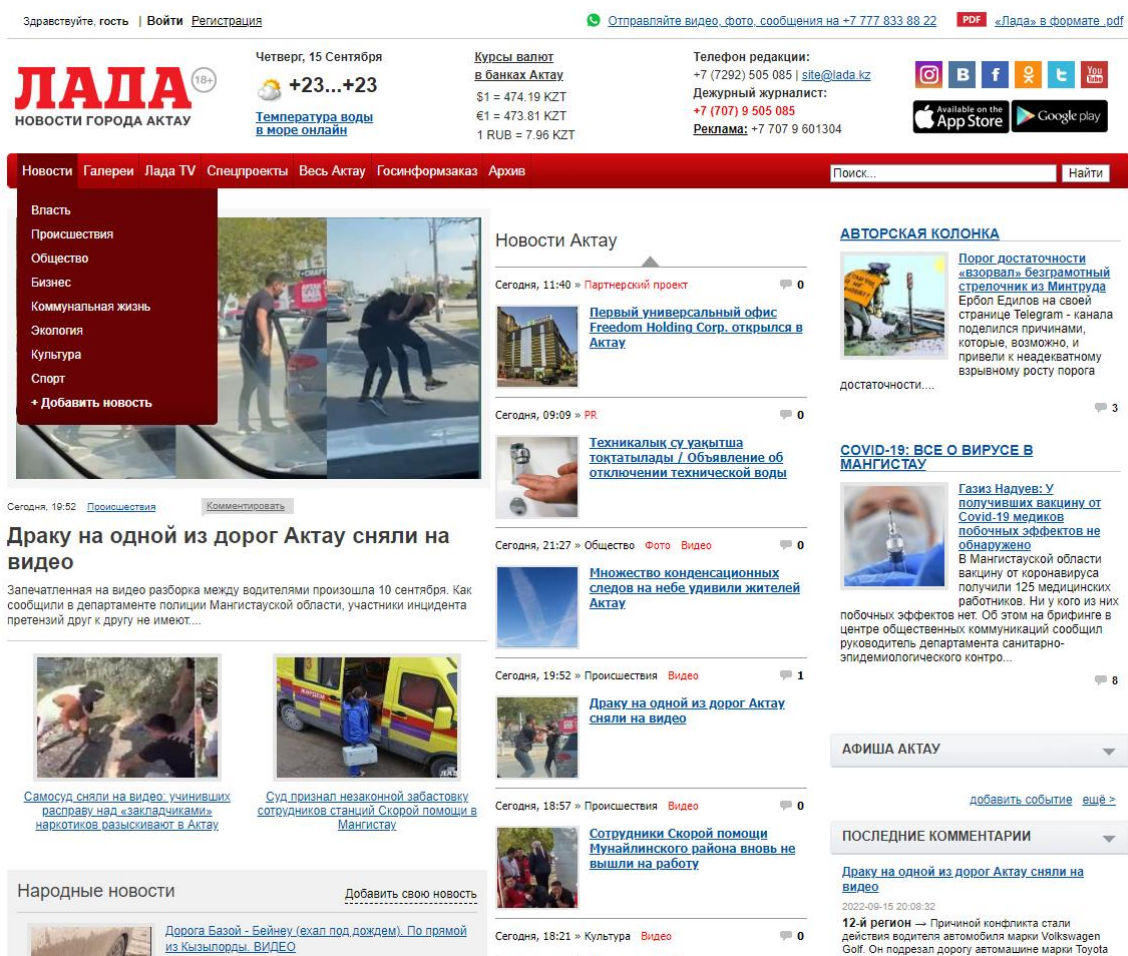 Здравствуйте, гость | Войти Регистрация
Отправляйте видео, фото, сообщения на +7 777 833 88 22
PDF «Лада» в формате .pdf
ЛАДА 18+
НОВОСТИ ГОРОДА АКТАУ
Четверг, 15 Сентября
+23...+23
Температура воды
в море онлайн
Курсы валют
в банках Актау
$1 = 474.19 KZT
€1 = 473.81 KZT
1 RUB = 7.96 KZT
Телефон редакции:
+7 (7292) 505 085 | site@lada.kz
Дежурный журналист:
+7 (707) 9 505 085
Реклама: +7 707 9 601304
You
Tube
Available on the
App Store
Google play
Новости Галереи Лада TV Спецпроекты Весь Актау Госинформзаказ Архив
Поиск... Найти
Власть
Происшествия
Общество
Бизнес
Коммунальная жизнь
Экология
Культура
Спорт
+ Добавить новость
Сегодня, 19:52 Происшествия Комментировать
Драку на одной из дорог Актау сняли на
видео
Запечатленная на видео разборка между водителями произошла 10 сентября. Как
сообщили в департаменте полиции Мангистауской области, участники инцидента
претензий друг к другу не имеют....
Самосуд сняли на видео: учинивших
расправу над «закладчиками»
наркотиков разыскивают в Актау
Суд признал незаконной забастовку
сотрудников станций Скорой помощи в
Мангистау
Народные новости
Добавить свою новость
Дорога Базой - Бейнеу (ехал под дождем). По прямой
из Кызылорды. ВИДЕО
Новости Актау
Сегодня, 11:40 » Партнерский проект 0
Первый универсальный офис
Freedom Holding Corp. открылся в
Актау
Сегодня, 09:09 » PR 0
Техникалық су уақытша
тоқтатылады / Объявление об
отключении технической воды
Сегодня, 21:27 » Общество Фото Видео 0
Множество конденсационных
следов на небе удивили жителей
Актау
Сегодня, 19:52 » Происшествия Видео 1
Драку на одной из дорог Актау
сняли на видео
Сегодня, 18:57 » Происшествия Видео 0
Сотрудники Скорой помощи
Мунайлинского района вновь не
вышли на работу
Сегодня, 18:21 » Культура Видео 0
АВТОРСКАЯ КОЛОНКА
Порог достаточности
«взорвал» безграмотный
стрелочник из Минтруда
Ербол Едилов на своей
странице Telegram - канала
поделился причинами,
которые, возможно, и
привели к неадекватному
взрывному росту порога
достаточности....
3
COVID-19: ВСЕ О ВИРУСЕ В
МАНГИСТАУ
Газиз Надуев: У
получивших вакцину от
Covid-19 медиков
побочных эффектов не
обнаружено
В Мангистауской области
вакцину от коронавируса
получили 125 медицинских
работников. Ни у кого из них
побочных эффектов нет. Об этом на брифинге в
центре общественных коммуникаций сообщил
руководитель департамента санитарно-
эпидемиологического контро...
8
АФИША АКТАУ
добавить событие ещё >
ПОСЛЕДНИЕ КОММЕНТАРИИ
Драку на одной из дорог Актау сняли на
видео
2022-09-15 20:08:32
12-й регион → Причиной конфликта стали
действия водителя автомобиля марки Volkswagen
Golf. Он подрезал дорогу автомашине марки Toyota